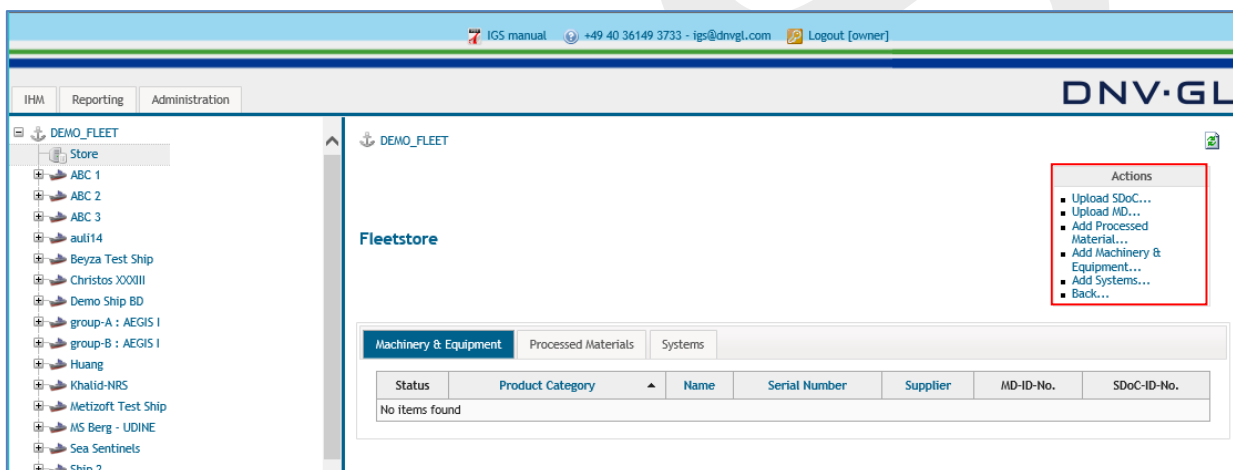 IGS manual +49 40 36149 3733 - igs@dnvgl.com Logout [owner]
IHM Reporting Administration
DNV·GL
DEMO_FLEET
Store
ABC 1
ABC 2
ABC 3
auli14
Beyza Test Ship
Christos XXXIII
Demo Ship BD
group-A : AEGIS I
group-B : AEGIS I
Huang
Khalid-NRS
Metizoft Test Ship
MS Berg - UDINE
Sea Sentinels
Ship 2
DEMO_FLEET
Actions
Upload SDoC...
Upload MD...
Add Processed
Material...
Add Machinery &
Equipment...
Add Systems...
Back...
Fleetstore
Machinery & Equipment Processed Materials Systems
Status Product Category Name Serial Number Supplier MD-ID-No. SDoC-ID-No.
No items found